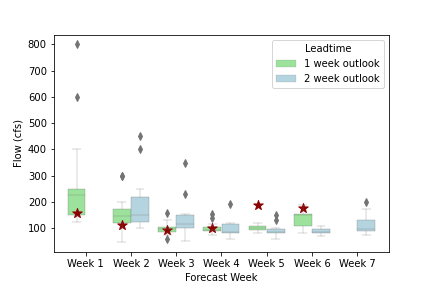 Leadtime
1 week outlook
2 week outlook
800
700
600
500
400
300
200
100
Flow (cfs)
Week 1 Week 2 Week 3 Week 4 Week 5 Week 6 Week 7
Forecast Week